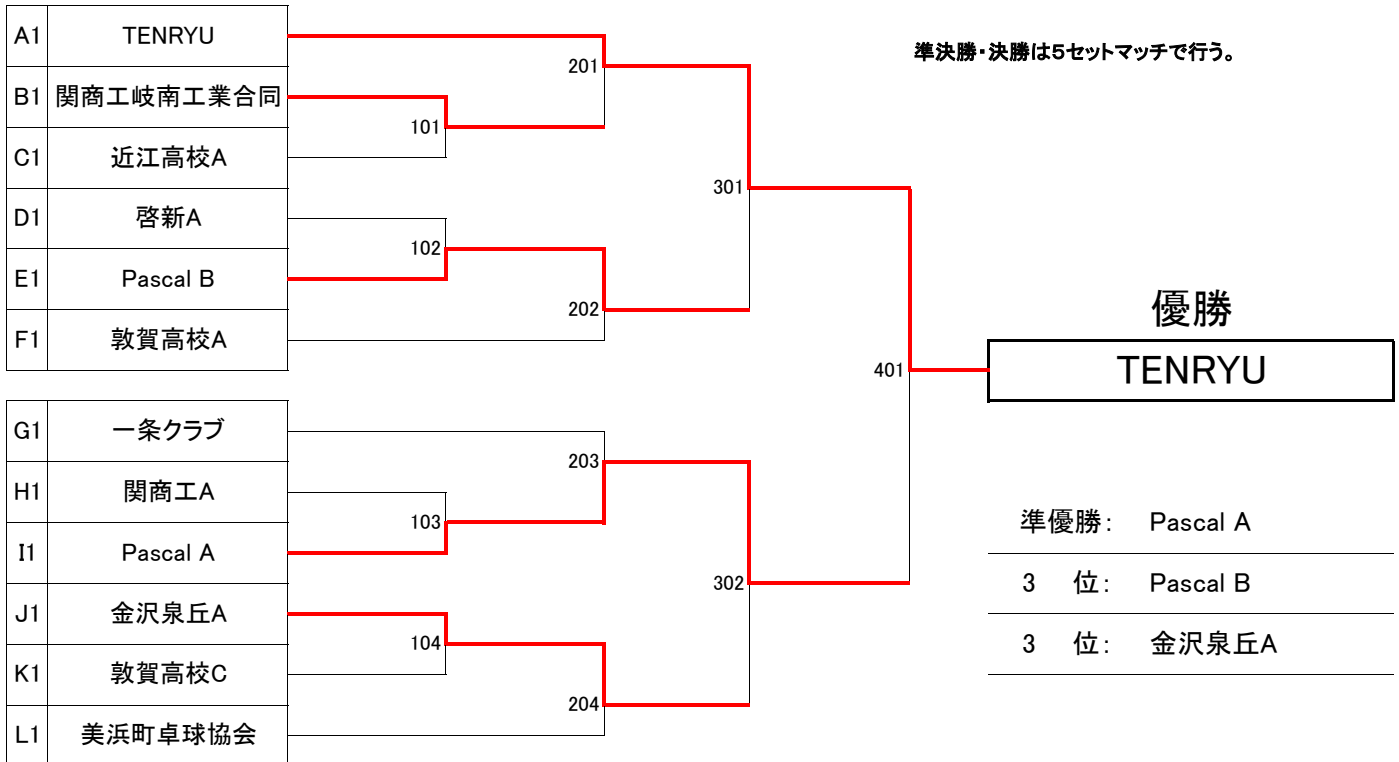 準決勝・決勝は5セットマッチで行う。
A1 TENRYU
201
B1 関商工岐南工業合同
101
C1 近江高校A
301
D1 啓新A
102
E1 Pascal B
202
F1 敦賀高校A
優勝
401
TENRYU
G1 一条クラブ
203
H1 関商工A
103
I1 Pascal A
302
J1 金沢泉丘A
104
K1 敦賀高校C
204
L1 美浜町卓球協会
準優勝: Pascal A
3 位: Pascal B
3 位: 金沢泉丘A